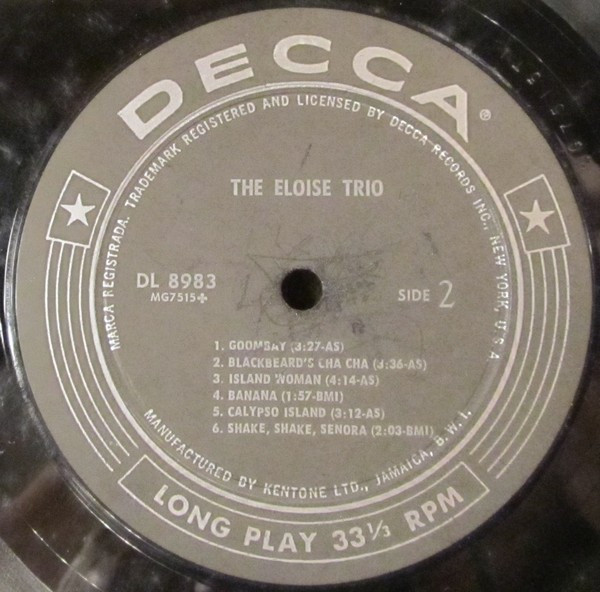 DECCA®
MARCA REGISTRADA. TRADEMARK REGISTERED AND LICENSED BY DECCA RECORDS INC., NEW YORK, U.S.A
THE ELOISE TRIO
DL 8983
MG7515✤
SIDE 2
1. GOOMBAY (3:27-AS)
2. BLACKBEARD'S CHA CHA (3:36-AS)
3. ISLAND WOMAN (4:14-AS)
4. BANANA (1:57-BMI)
5. CALYPSO ISLAND (3:12-AS)
6. SHAKE, SHAKE, SENORA (2:03-BMI)
MANUFACTURED BY KENTONE LTD., JAMAICA, B.W.I.
LONG PLAY 33⅓ RPM